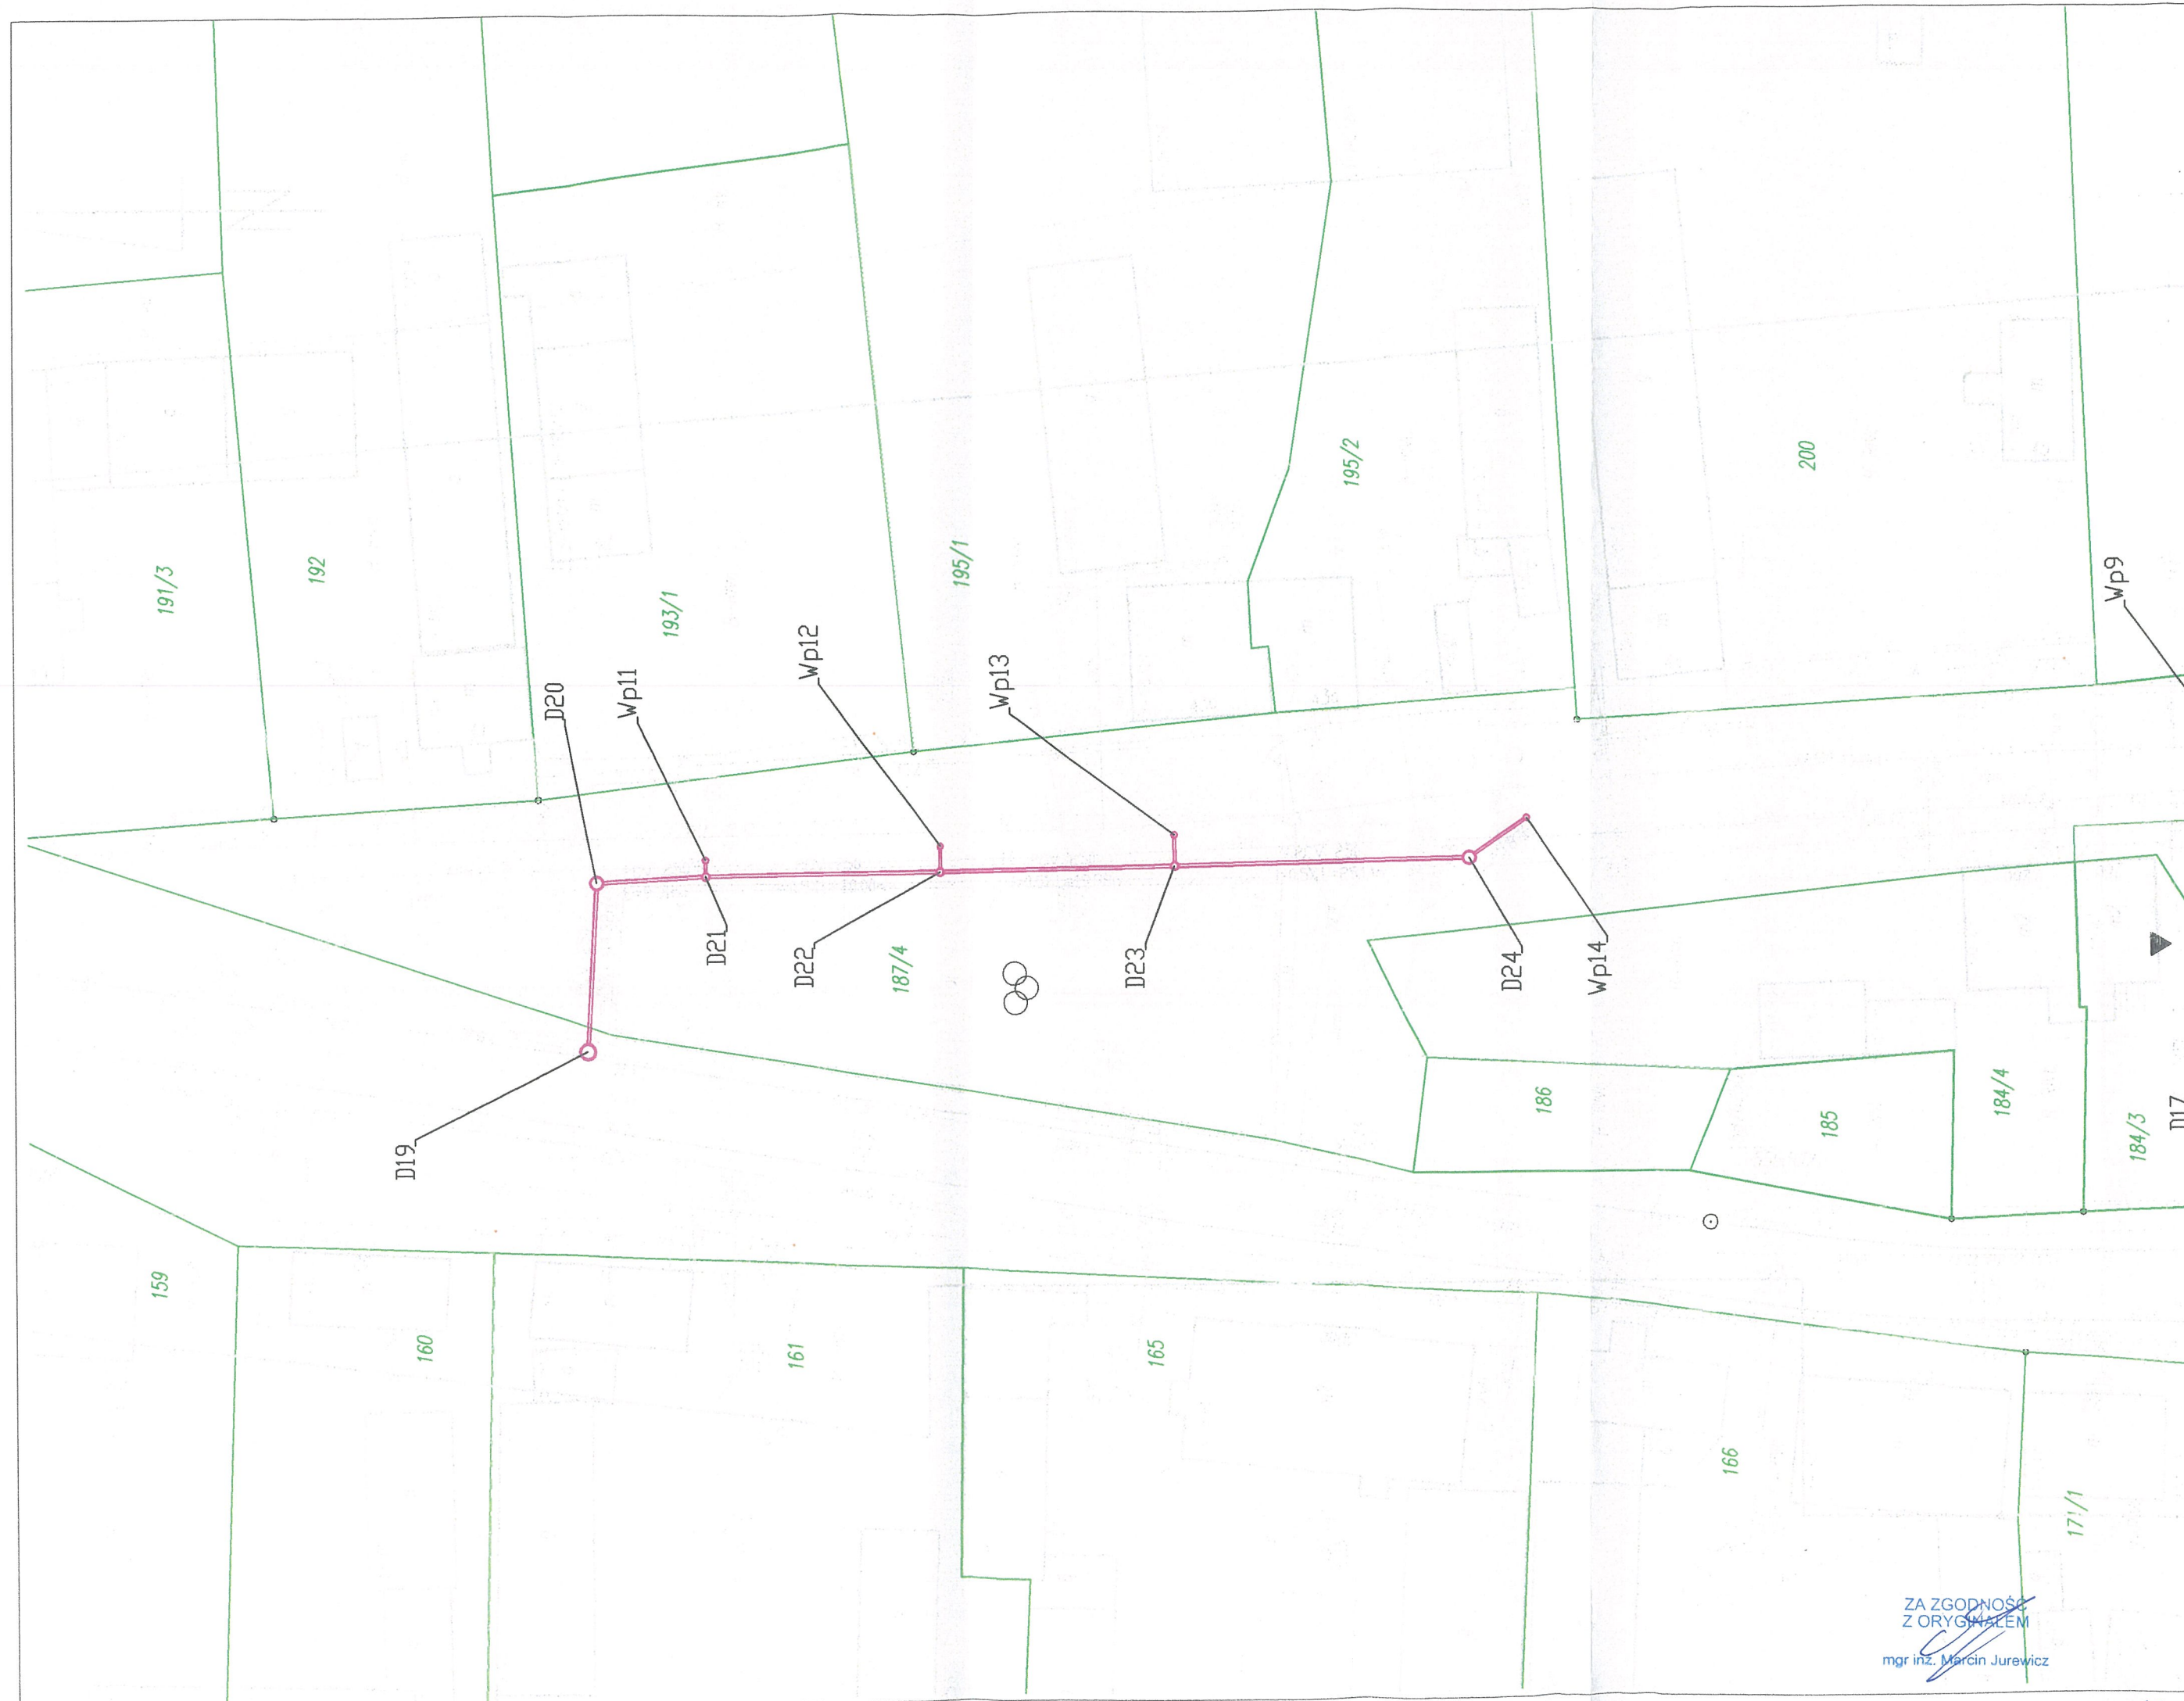 191/3
192
193/1
195/1
195/2
200
D20
Wp11
Wp12
Wp13
Wp9
D19
D21
D22
187/4
D23
D24
Wp14
186
185
184/4
184/3
D17
159
160
161
165
166
171/1
ZA ZGODNOŚĆ
Z ORYGINAŁEM
mgr inż. Marcin Jurewicz